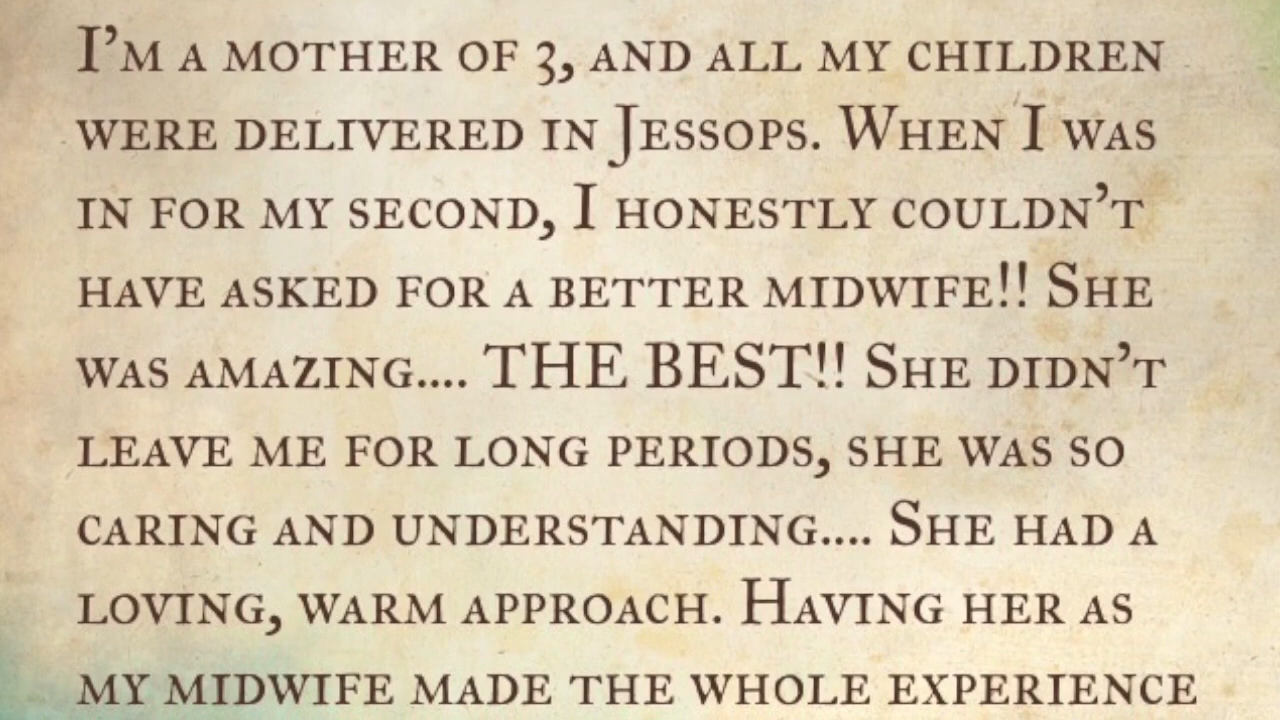 I'm a mother of 3, and all my children
were delivered in Jessops. When I was
in for my second, I honestly couldn't
have asked for a better midwife!! She
was amazing.... THE BEST!! She didn't
leave me for long periods, she was so
caring and understanding.... She had a
loving, warm approach. Having her as
my midwife made the whole experience